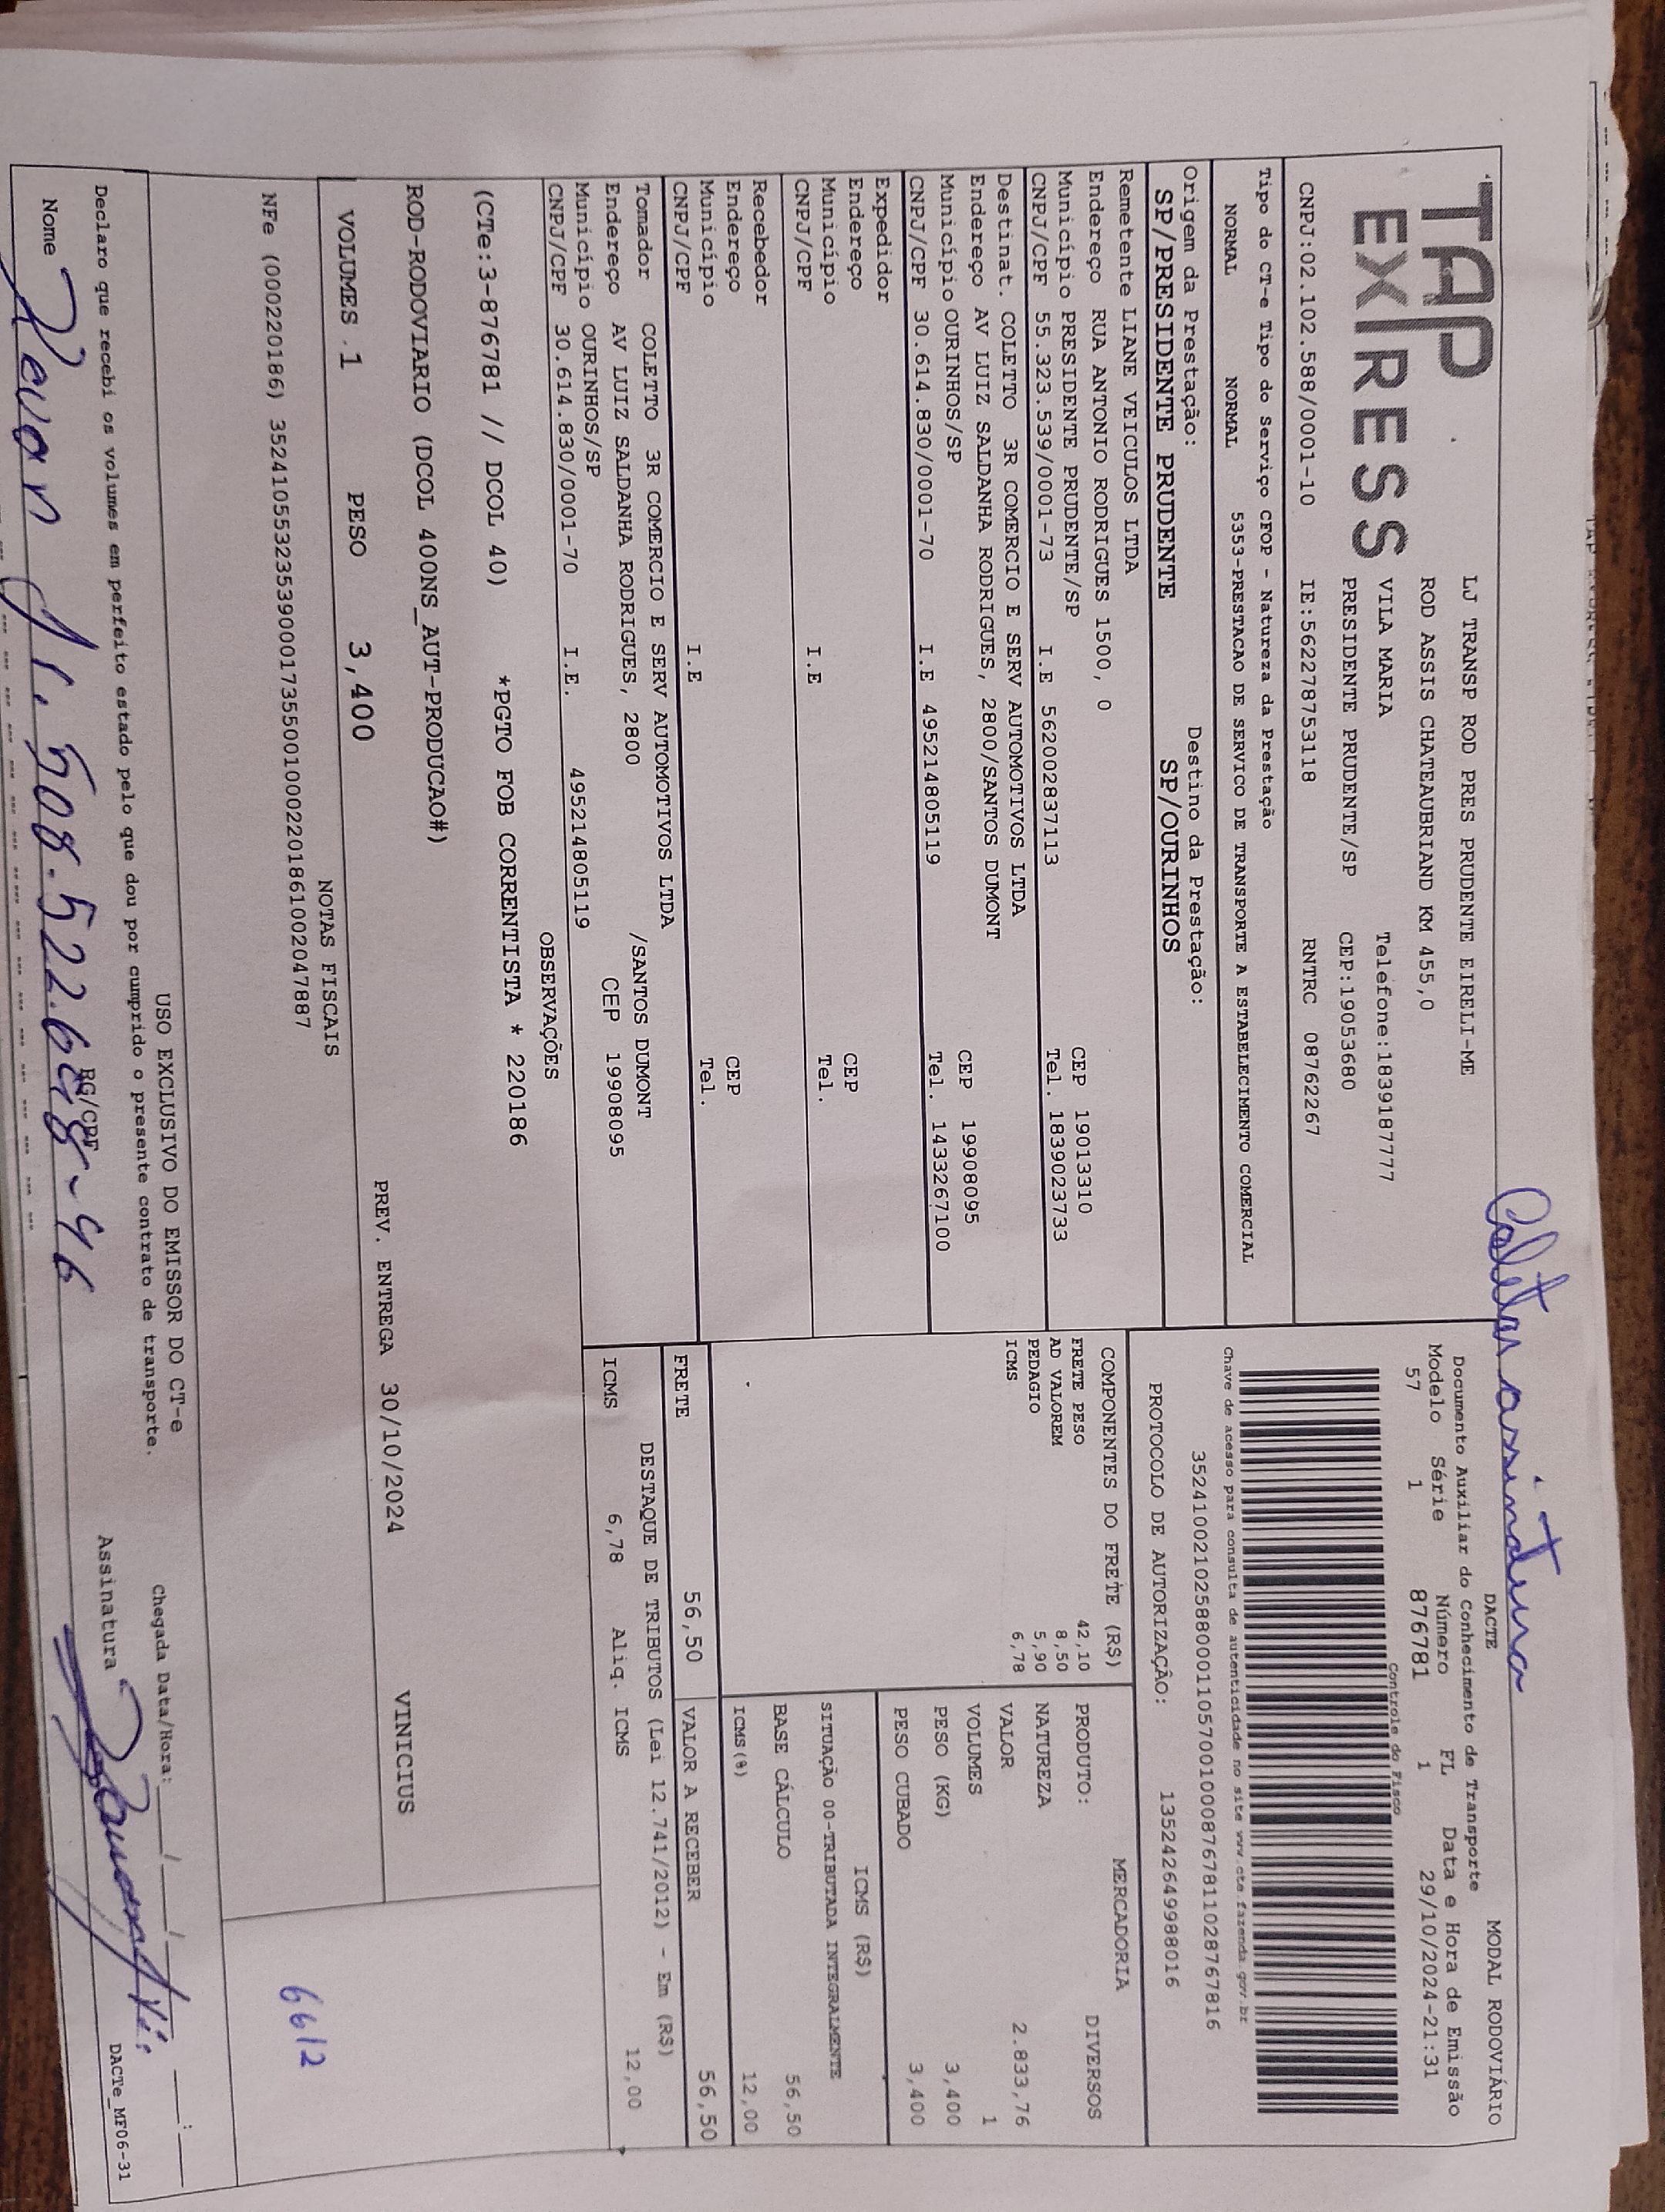 Coletar assinatura
TAP EXPRESS
LJ TRANSP ROD PRES PRUDENTE EIRELI-ME
ROD ASSIS CHATEAUBRIAND KM 455,0
VILA MARIA Telefone:1839187777
PRESIDENTE PRUDENTE/SP CEP:19053680
CNPJ:02.102.588/0001-10 IE:562278753118 RNTRC 08762267
DACTE MODAL RODOVIÁRIO
Documento Auxiliar do Conhecimento de Transporte
Modelo Série Número FL Data e Hora de Emissão
57 1 876781 1 29/10/2024-21:31
Controle do Fisco
Chave de acesso para consulta de autenticidade no site www.cte.fazenda.gov.br
35241002102588000110570010008767811028767816
PROTOCOLO DE AUTORIZAÇÃO: 135242649988016
Tipo do CT-e Tipo do Serviço CFOP - Natureza da Prestação
NORMAL NORMAL 5353-PRESTACAO DE SERVICO DE TRANSPORTE A ESTABELECIMENTO COMERCIAL
Origem da Prestação: Destino da Prestação:
SP/PRESIDENTE PRUDENTE SP/OURINHOS
Remetente LIANE VEICULOS LTDA
Endereço RUA ANTONIO RODRIGUES 1500, 0 CEP 19013310
Município PRESIDENTE PRUDENTE/SP Tel. 1839023733
CNPJ/CPF 55.323.539/0001-73 I.E 562002837113
Destinat. COLETTO 3R COMERCIO E SERV AUTOMOTIVOS LTDA
Endereço AV LUIZ SALDANHA RODRIGUES, 2800/SANTOS DUMONT CEP 19908095
Município OURINHOS/SP Tel. 1433267100
CNPJ/CPF 30.614.830/0001-70 I.E 495214805119
Expedidor
Endereço CEP
Município Tel.
CNPJ/CPF I.E
Recebedor
Endereço CEP
Município Tel.
CNPJ/CPF I.E
Tomador COLETTO 3R COMERCIO E SERV AUTOMOTIVOS LTDA
Endereço AV LUIZ SALDANHA RODRIGUES, 2800 /SANTOS DUMONT
Município OURINHOS/SP CEP 19908095
CNPJ/CPF 30.614.830/0001-70 I.E. 495214805119
COMPONENTES DO FRETE (R$)
FRETE PESO 42,10
AD VALOREM 8,50
PEDAGIO 5,90
ICMS 6,78
MERCADORIA
PRODUTO: DIVERSOS
NATUREZA
VALOR 2.833,76
VOLUMES 1
PESO (KG) 3,400
PESO CUBADO 3,400
ICMS (R$)
SITUAÇÃO 00-TRIBUTADA INTEGRALMENTE
BASE CÁLCULO 56,50
ICMS(%) 12,00
FRETE 56,50 VALOR A RECEBER 56,50
DESTAQUE DE TRIBUTOS (Lei 12.741/2012) - Em (R$)
ICMS 6,78 Aliq. ICMS 12,00
OBSERVAÇÕES
(CTe:3-876781 // DCOL 40) *PGTO FOB CORRENTISTA * 220186
ROD-RODOVIARIO (DCOL 400NS_AUT-PRODUCAO#)
VOLUMES 1 PESO 3,400 PREV. ENTREGA 30/10/2024 VINICIUS
NOTAS FISCAIS
NFe (000220186) 35241055323539000173550010002201861002047887
6612
USO EXCLUSIVO DO EMISSOR DO CT-e
Declaro que recebi os volumes em perfeito estado pelo que dou por cumprido o presente contrato de transporte.
Chegada Data/Hora: ____/____/____ ____:____
Nome RG/CPF Assinatura
DACTe_MF06-31